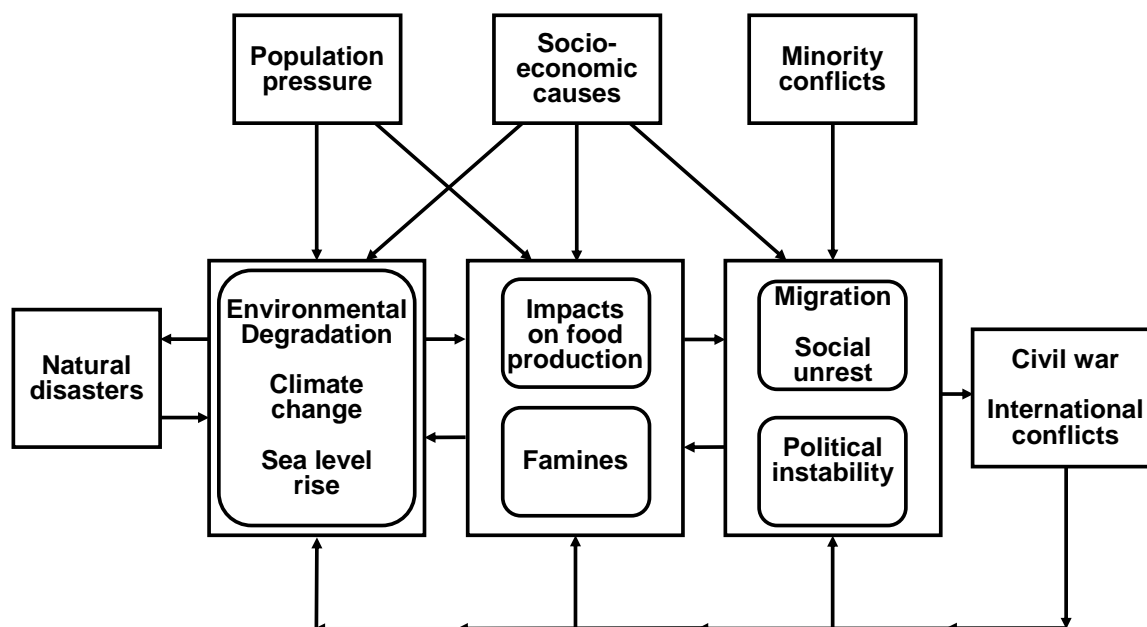 Population
pressure
Socio-
economic
causes
Minority
conflicts
Natural
disasters
Environmental
Degradation
Climate
change
Sea level
rise
Impacts
on food
production
Famines
Migration
Social
unrest
Political
instability
Civil war
International
conflicts